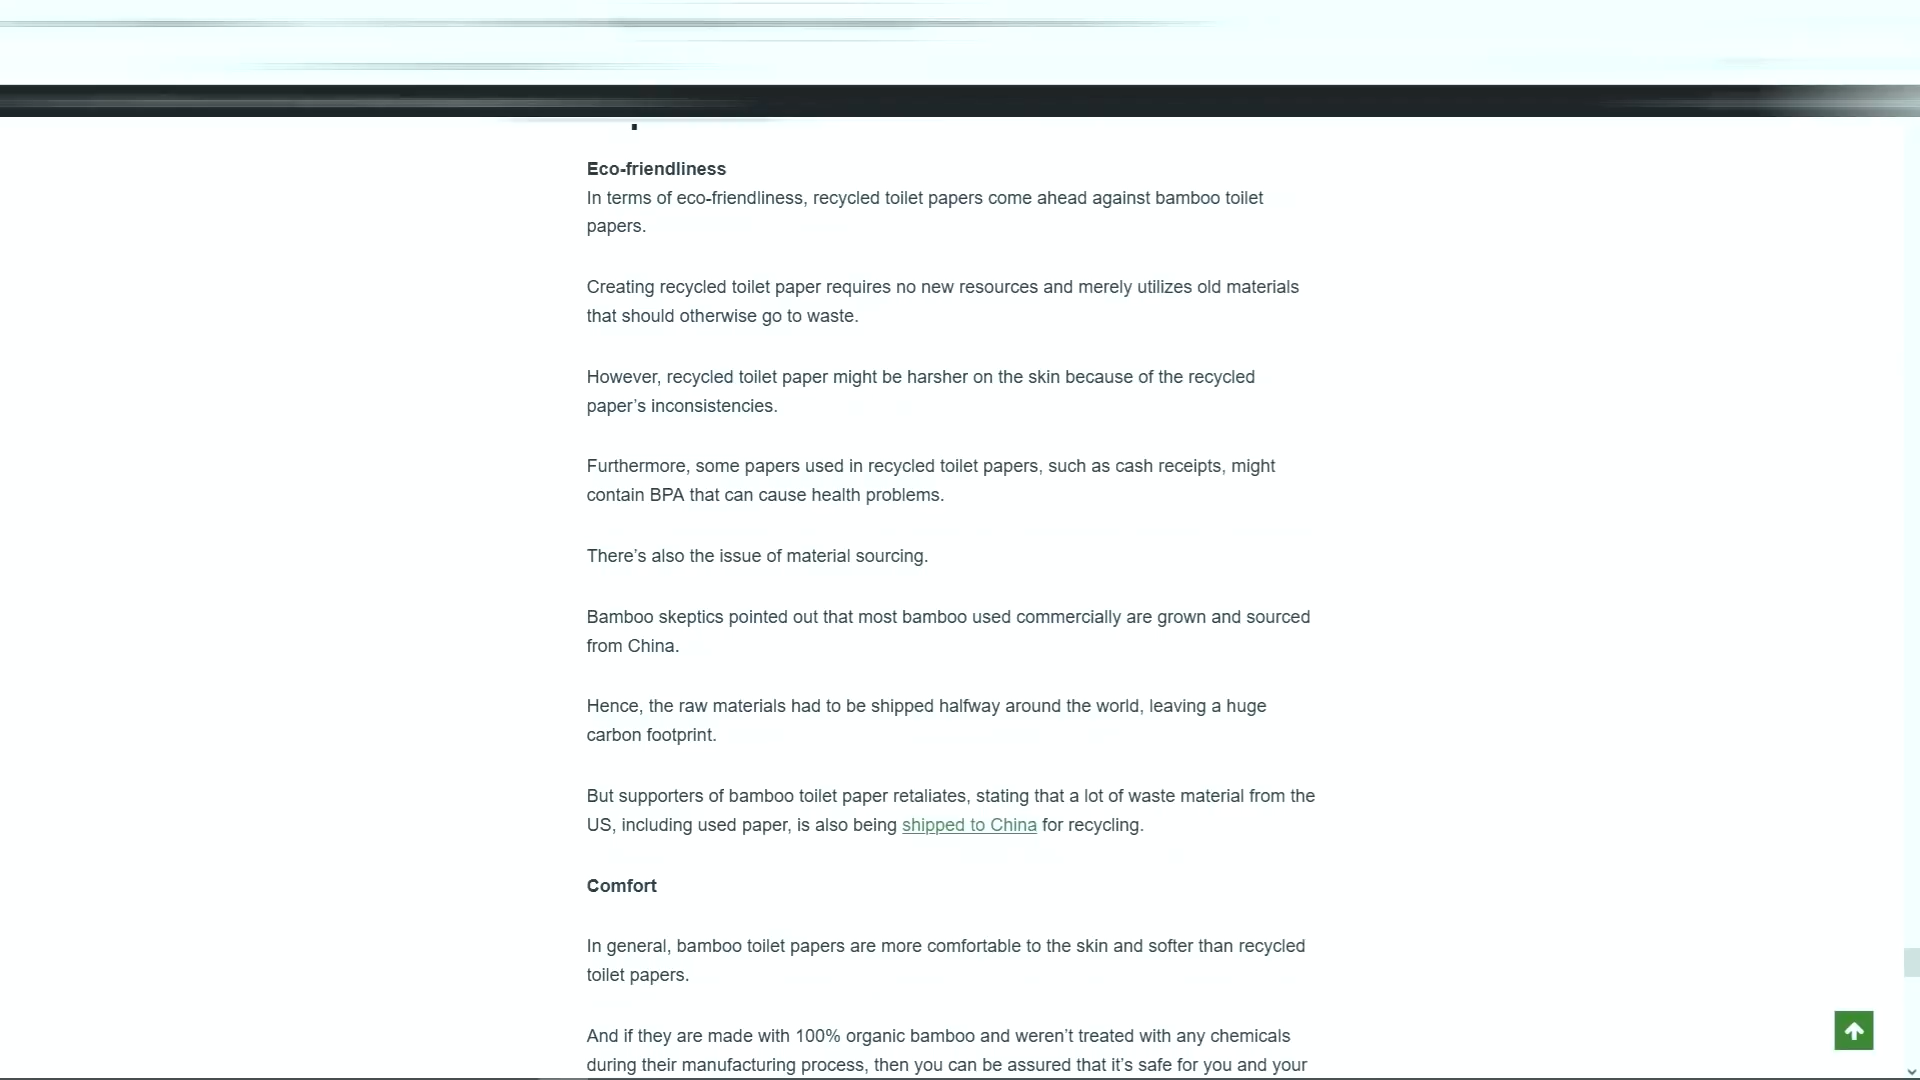 Eco-friendliness
In terms of eco-friendliness, recycled toilet papers come ahead against bamboo toilet
papers.
Creating recycled toilet paper requires no new resources and merely utilizes old materials
that should otherwise go to waste.
However, recycled toilet paper might be harsher on the skin because of the recycled
paper’s inconsistencies.
Furthermore, some papers used in recycled toilet papers, such as cash receipts, might
contain BPA that can cause health problems.
There’s also the issue of material sourcing.
Bamboo skeptics pointed out that most bamboo used commercially are grown and sourced
from China.
Hence, the raw materials had to be shipped halfway around the world, leaving a huge
carbon footprint.
But supporters of bamboo toilet paper retaliates, stating that a lot of waste material from the
US, including used paper, is also being shipped to China for recycling.
Comfort
In general, bamboo toilet papers are more comfortable to the skin and softer than recycled
toilet papers.
And if they are made with 100% organic bamboo and weren’t treated with any chemicals
during their manufacturing process, then you can be assured that it’s safe for you and your